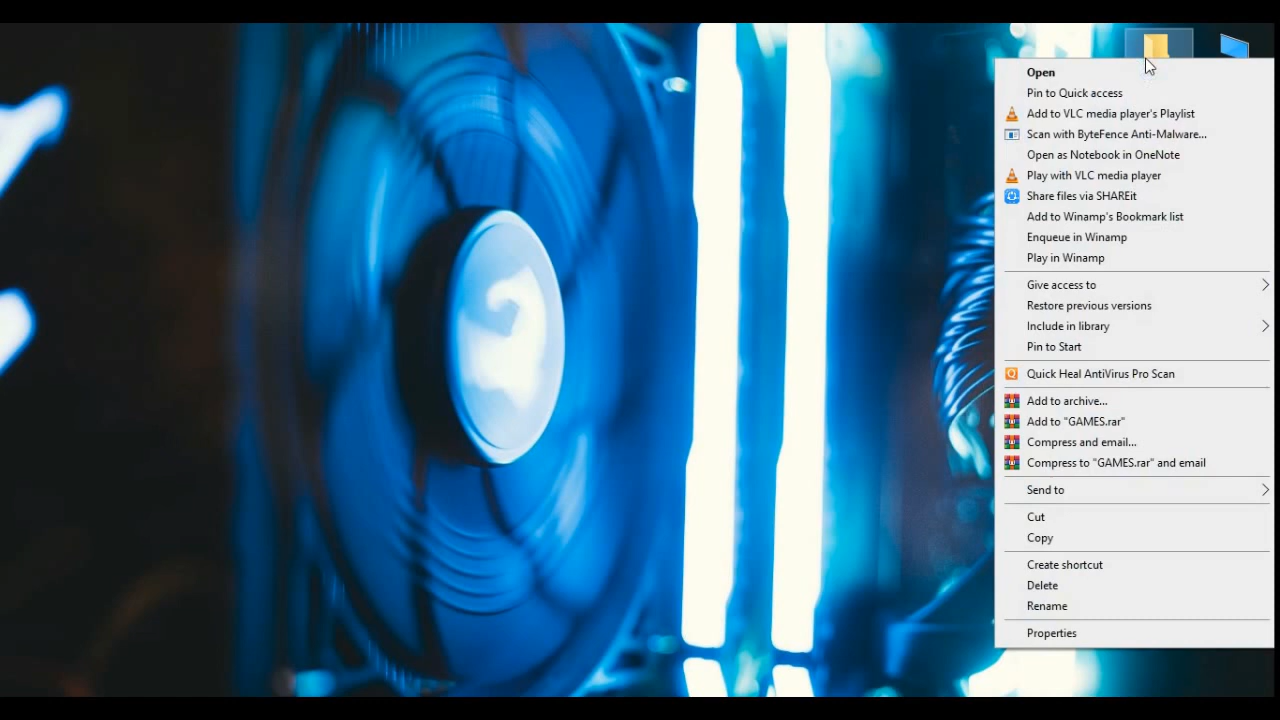 Open
Pin to Quick access
Add to VLC media player's Playlist
Scan with ByteFence Anti-Malware...
Open as Notebook in OneNote
Play with VLC media player
Share files via SHAREit
Add to Winamp's Bookmark list
Enqueue in Winamp
Play in Winamp
Give access to
Restore previous versions
Include in library
Pin to Start
Quick Heal AntiVirus Pro Scan
Add to archive...
Add to "GAMES.rar"
Compress and email...
Compress to "GAMES.rar" and email
Send to
Cut
Copy
Create shortcut
Delete
Rename
Properties